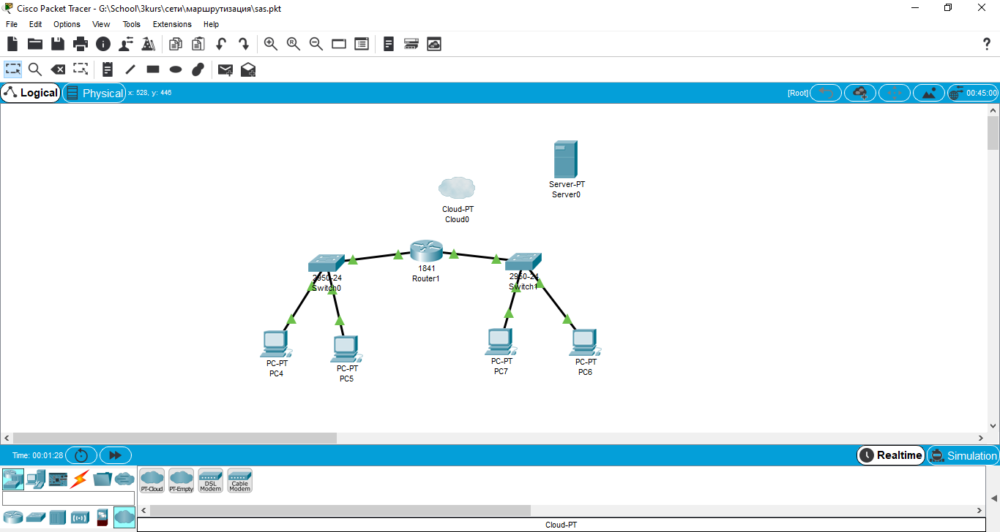 Cisco Packet Tracer - G:\School\3kurs\сети\маршрутизация\sas.pkt
File Edit Options View Tools Extensions Help
?
Logical Physical x: 528, y: 446 [Root] 00:45:00
Server-PT
Server0
Cloud-PT
Cloud0
1841
Router1
2950-24
Switch0
2950-24
Switch1
PC-PT
PC4
PC-PT
PC5
PC-PT
PC7
PC-PT
PC6
Time: 00:01:28 Realtime Simulation
PT-Cloud PT-Empty DSL Modem Cable Modem
Cloud-PT